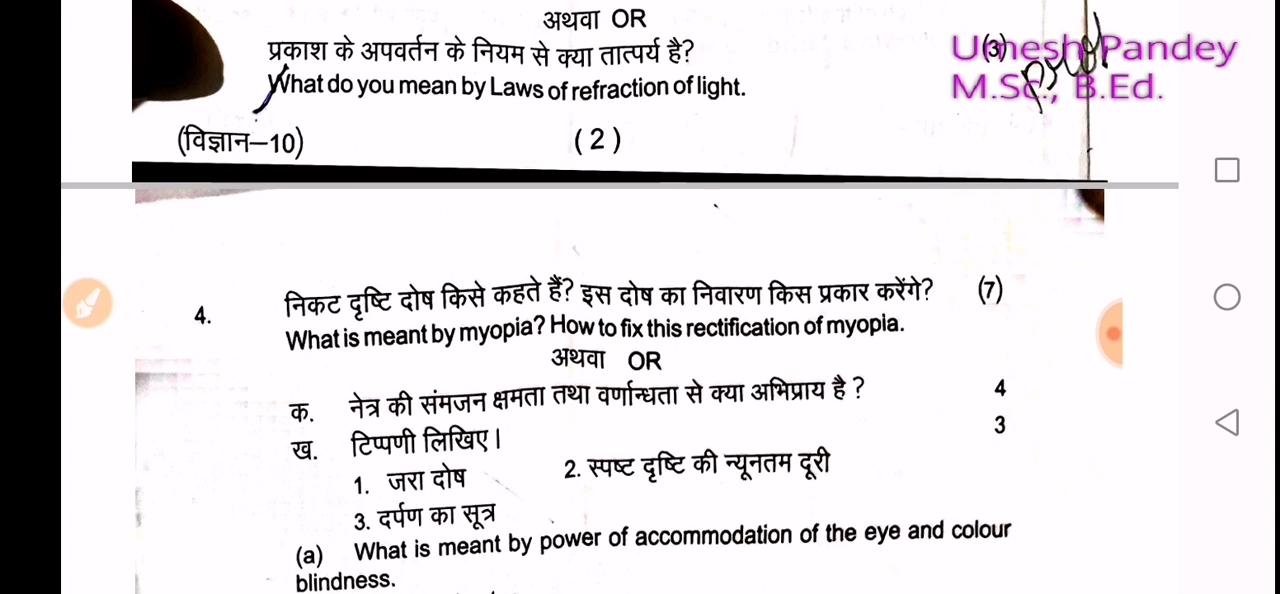 अथवा OR
प्रकाश के अपवर्तन के नियम से क्या तात्पर्य है? (3)
Umesh Pandey
What do you mean by Laws of refraction of light.
M.Sc., B.Ed.
(विज्ञान–10) (2)
4. निकट दृष्टि दोष किसे कहते हैं? इस दोष का निवारण किस प्रकार करेंगे? (7)
What is meant by myopia? How to fix this rectification of myopia.
अथवा OR
क. नेत्र की संमजन क्षमता तथा वर्णान्धता से क्या अभिप्राय है ? 4
ख. टिप्पणी लिखिए। 3
1. जरा दोष 2. स्पष्ट दृष्टि की न्यूनतम दूरी
3. दर्पण का सूत्र
(a) What is meant by power of accommodation of the eye and colour
blindness.